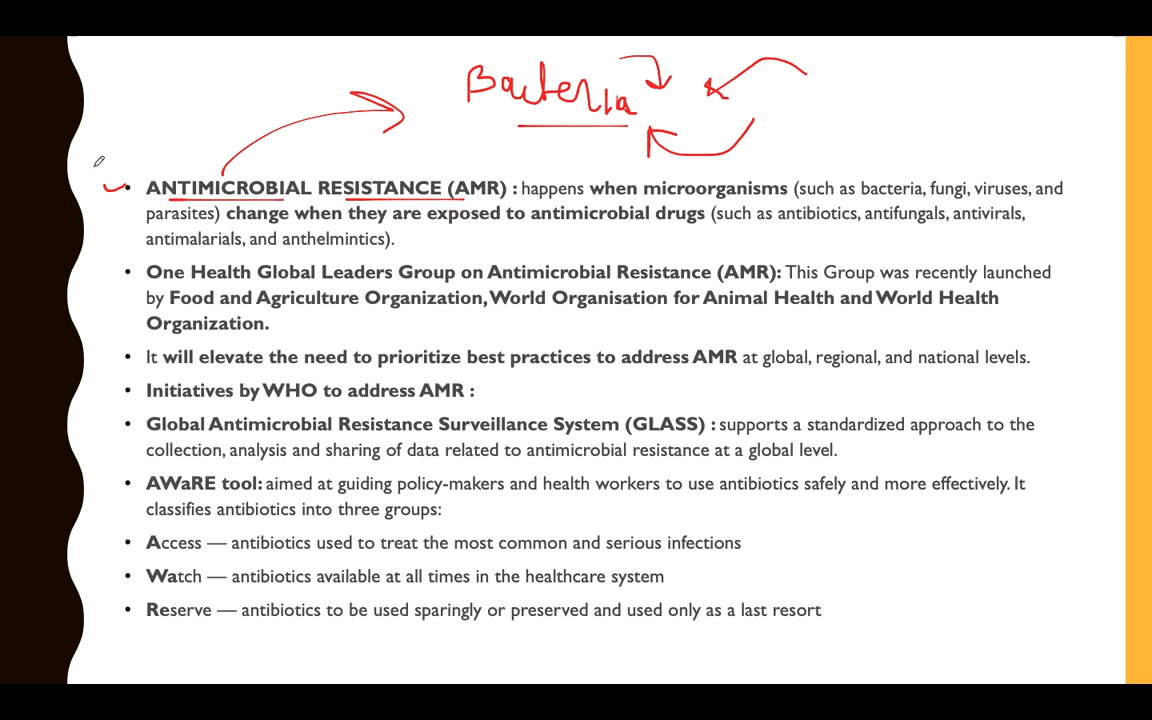 Bacteria
• ANTIMICROBIAL RESISTANCE (AMR) : happens when microorganisms (such as bacteria, fungi, viruses, and
parasites) change when they are exposed to antimicrobial drugs (such as antibiotics, antifungals, antivirals,
antimalarials, and anthelmintics).
• One Health Global Leaders Group on Antimicrobial Resistance (AMR): This Group was recently launched
by Food and Agriculture Organization, World Organisation for Animal Health and World Health
Organization.
• It will elevate the need to prioritize best practices to address AMR at global, regional, and national levels.
• Initiatives by WHO to address AMR :
• Global Antimicrobial Resistance Surveillance System (GLASS) : supports a standardized approach to the
collection, analysis and sharing of data related to antimicrobial resistance at a global level.
• AWaRE tool: aimed at guiding policy-makers and health workers to use antibiotics safely and more effectively. It
classifies antibiotics into three groups:
• Access — antibiotics used to treat the most common and serious infections
• Watch — antibiotics available at all times in the healthcare system
• Reserve — antibiotics to be used sparingly or preserved and used only as a last resort